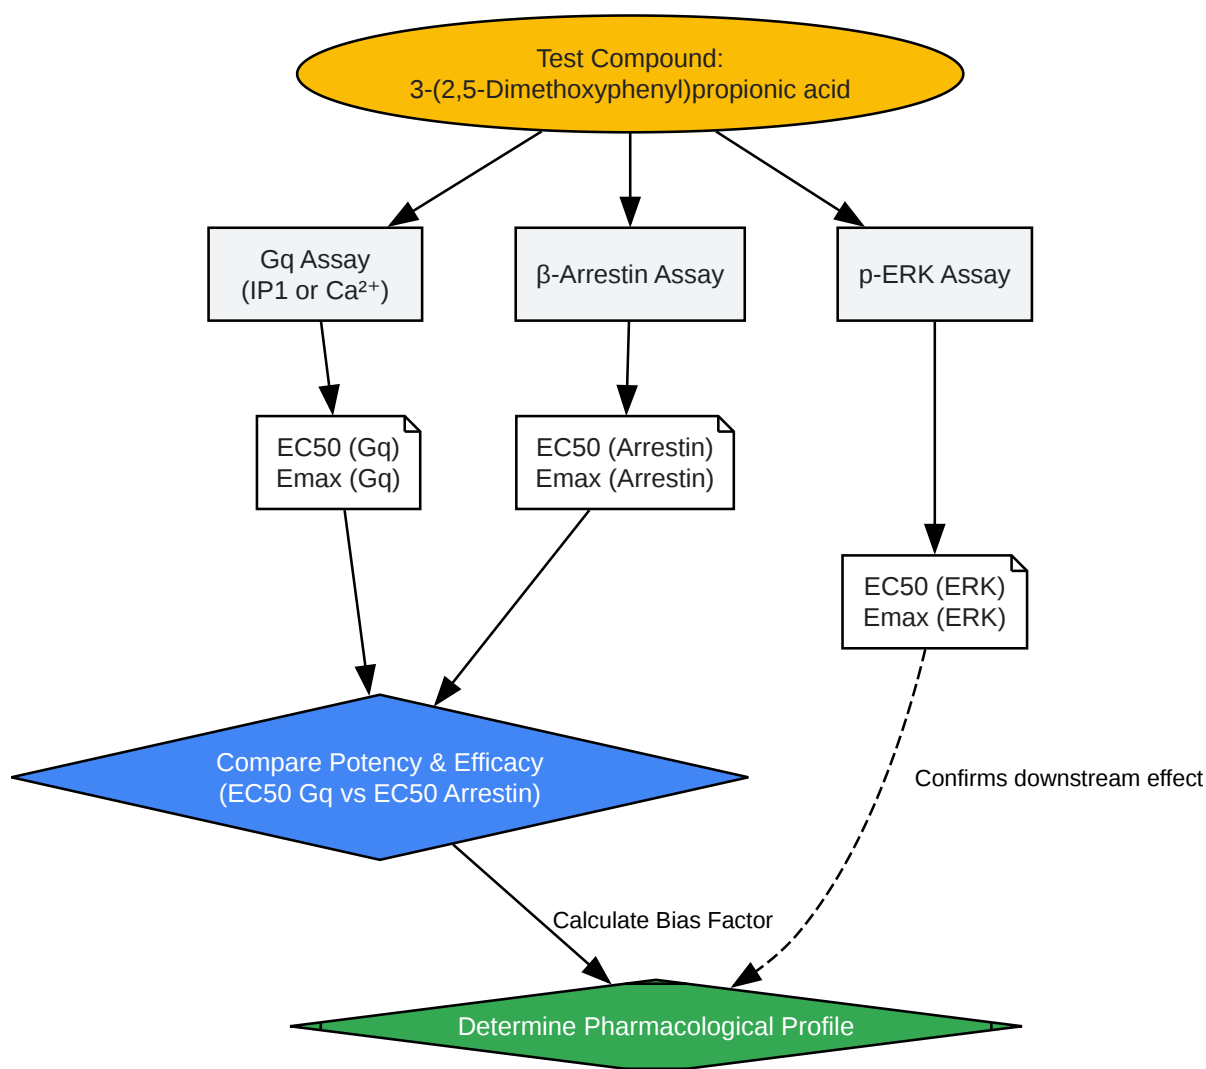 Test Compound:
3-(2,5-Dimethoxyphenyl)propionic acid
Gq Assay
(IP1 or Ca²⁺)
β-Arrestin Assay
p-ERK Assay
EC50 (Gq)
Emax (Gq)
EC50 (Arrestin)
Emax (Arrestin)
EC50 (ERK)
Emax (ERK)
Compare Potency & Efficacy
(EC50 Gq vs EC50 Arrestin)
Confirms downstream effect
Calculate Bias Factor
Determine Pharmacological Profile